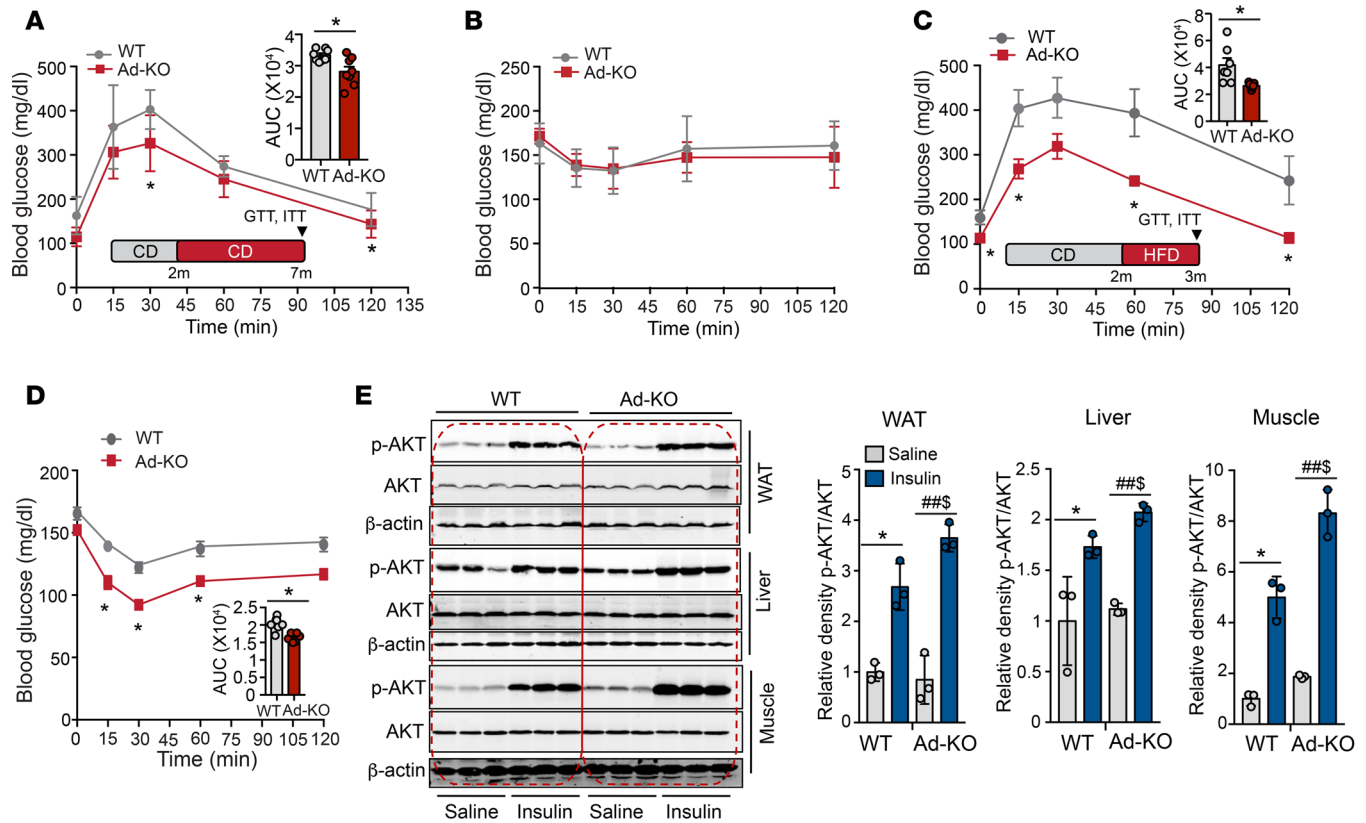 A
WT
Ad-KO
Blood glucose (mg/dl)
500
400
300
200
100
0
0 15 30 45 60 75 90 105 120 135
Time (min)
*
*
GTT, ITT
CD
CD
2m
7m
AUC (X10⁴)
4
3
2
1
0
*
WT Ad-KO
B
WT
Ad-KO
Blood glucose (mg/dl)
250
200
150
100
50
0
0 15 30 45 60 75 90 105 120
Time (min)
C
WT
Ad-KO
Blood glucose (mg/dl)
500
400
300
200
100
0
0 15 30 45 60 75 90 105 120
Time (min)
*
*
*
*
GTT, ITT
CD
HFD
2m
3m
AUC (X10⁴)
8
6
4
2
0
*
WT Ad-KO
D
WT
Ad-KO
Blood glucose (mg/dl)
200
150
100
50
0
0 15 30 45 60 75 90 105 120
Time (min)
*
*
*
AUC (X10⁴)
2.5
2
1.5
1
0.5
0
*
WT Ad-KO
E
WT
Ad-KO
p-AKT
AKT
β-actin
WAT
p-AKT
AKT
β-actin
Liver
p-AKT
AKT
β-actin
Muscle
Saline Insulin Saline Insulin
WAT
Saline
Insulin
Relative density p-AKT/AKT
5
4
3
2
1
0
*
##$
WT Ad-KO
Liver
Relative density p-AKT/AKT
2.5
2
1.5
1
0.5
0
*
##$
WT Ad-KO
Muscle
Relative density p-AKT/AKT
10
8
6
4
2
0
*
##$
WT Ad-KO